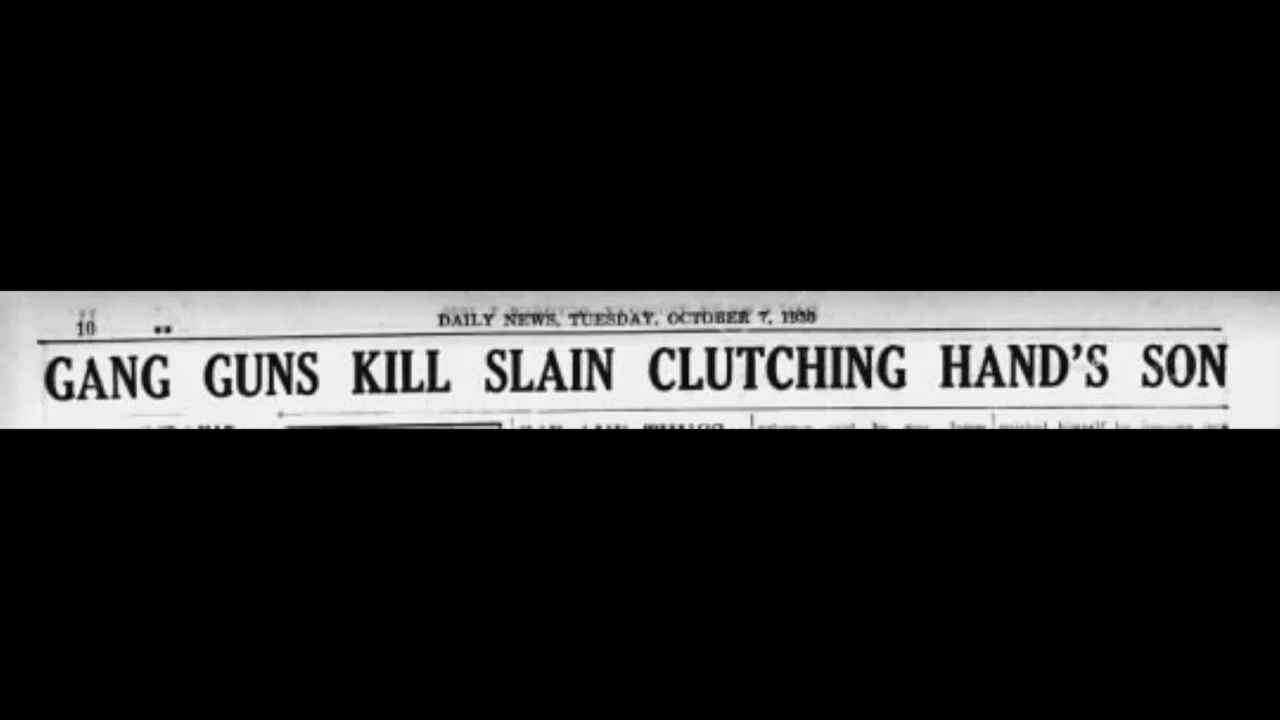 10
DAILY NEWS, TUESDAY, OCTOBER 7, 1930
GANG GUNS KILL SLAIN CLUTCHING HAND'S SON